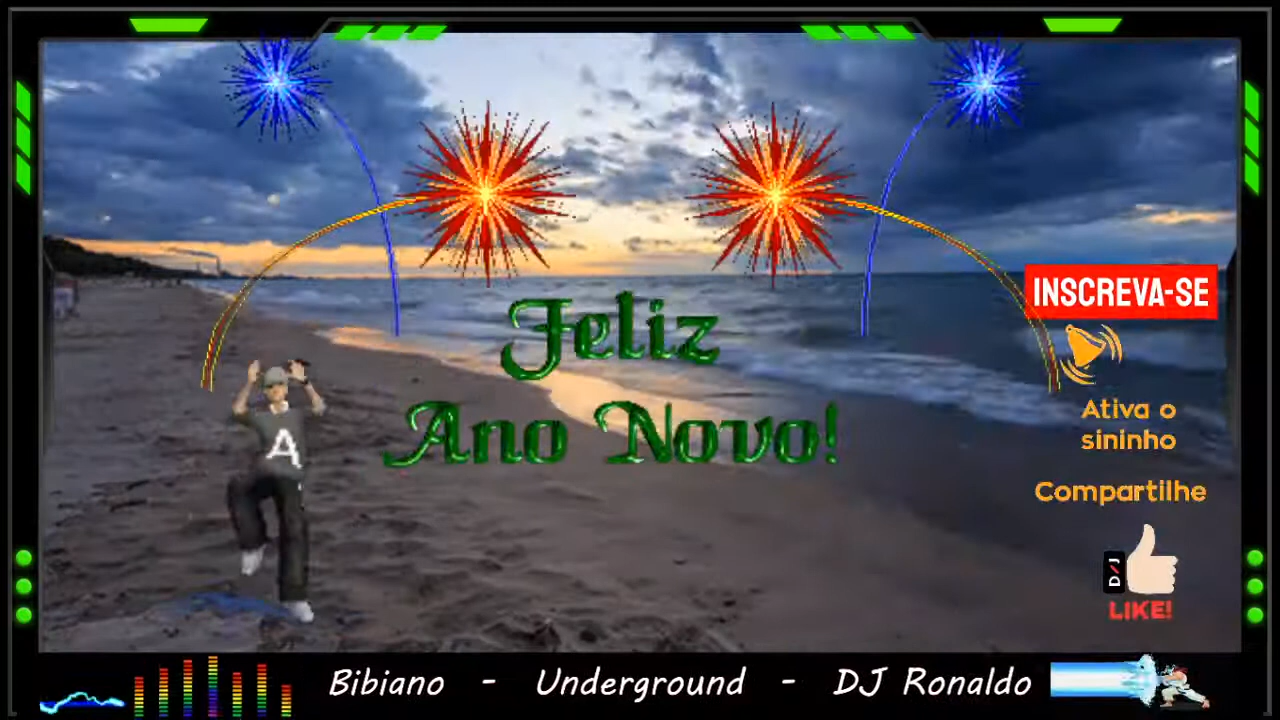 Feliz
Ano Novo!
INSCREVA-SE
Ativa o
sininho
Compartilhe
DJ
LIKE!
A
Bibiano - Underground - DJ Ronaldo